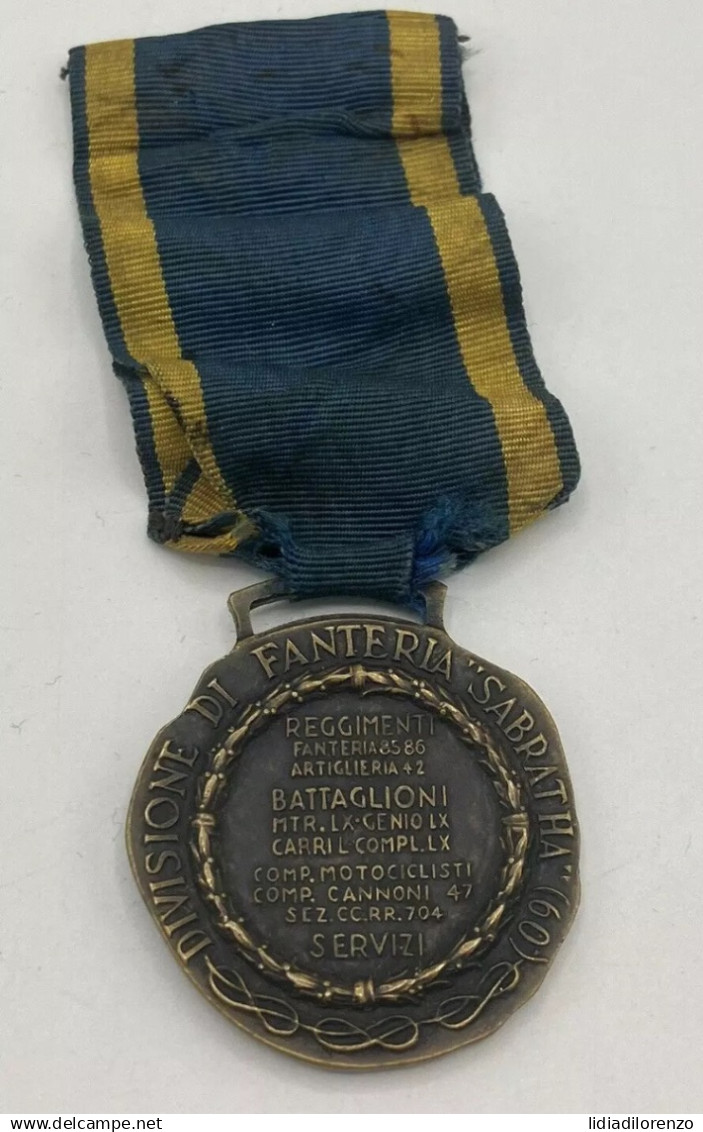 DIVISIONE DI FANTERIA "SABRATHA" (60)
REGGIMENTI
FANTERIA 85 86
ARTIGLIERIA 42
BATTAGLIONI
MTR. LX·GENIO LX
CARRI L·COMPL. LX
COMP. MOTOCICLISTI
COMP. CANNONI 47
SEZ. CC. RR. 704
SERVIZI
delcampe.net
lidiadilorenzo